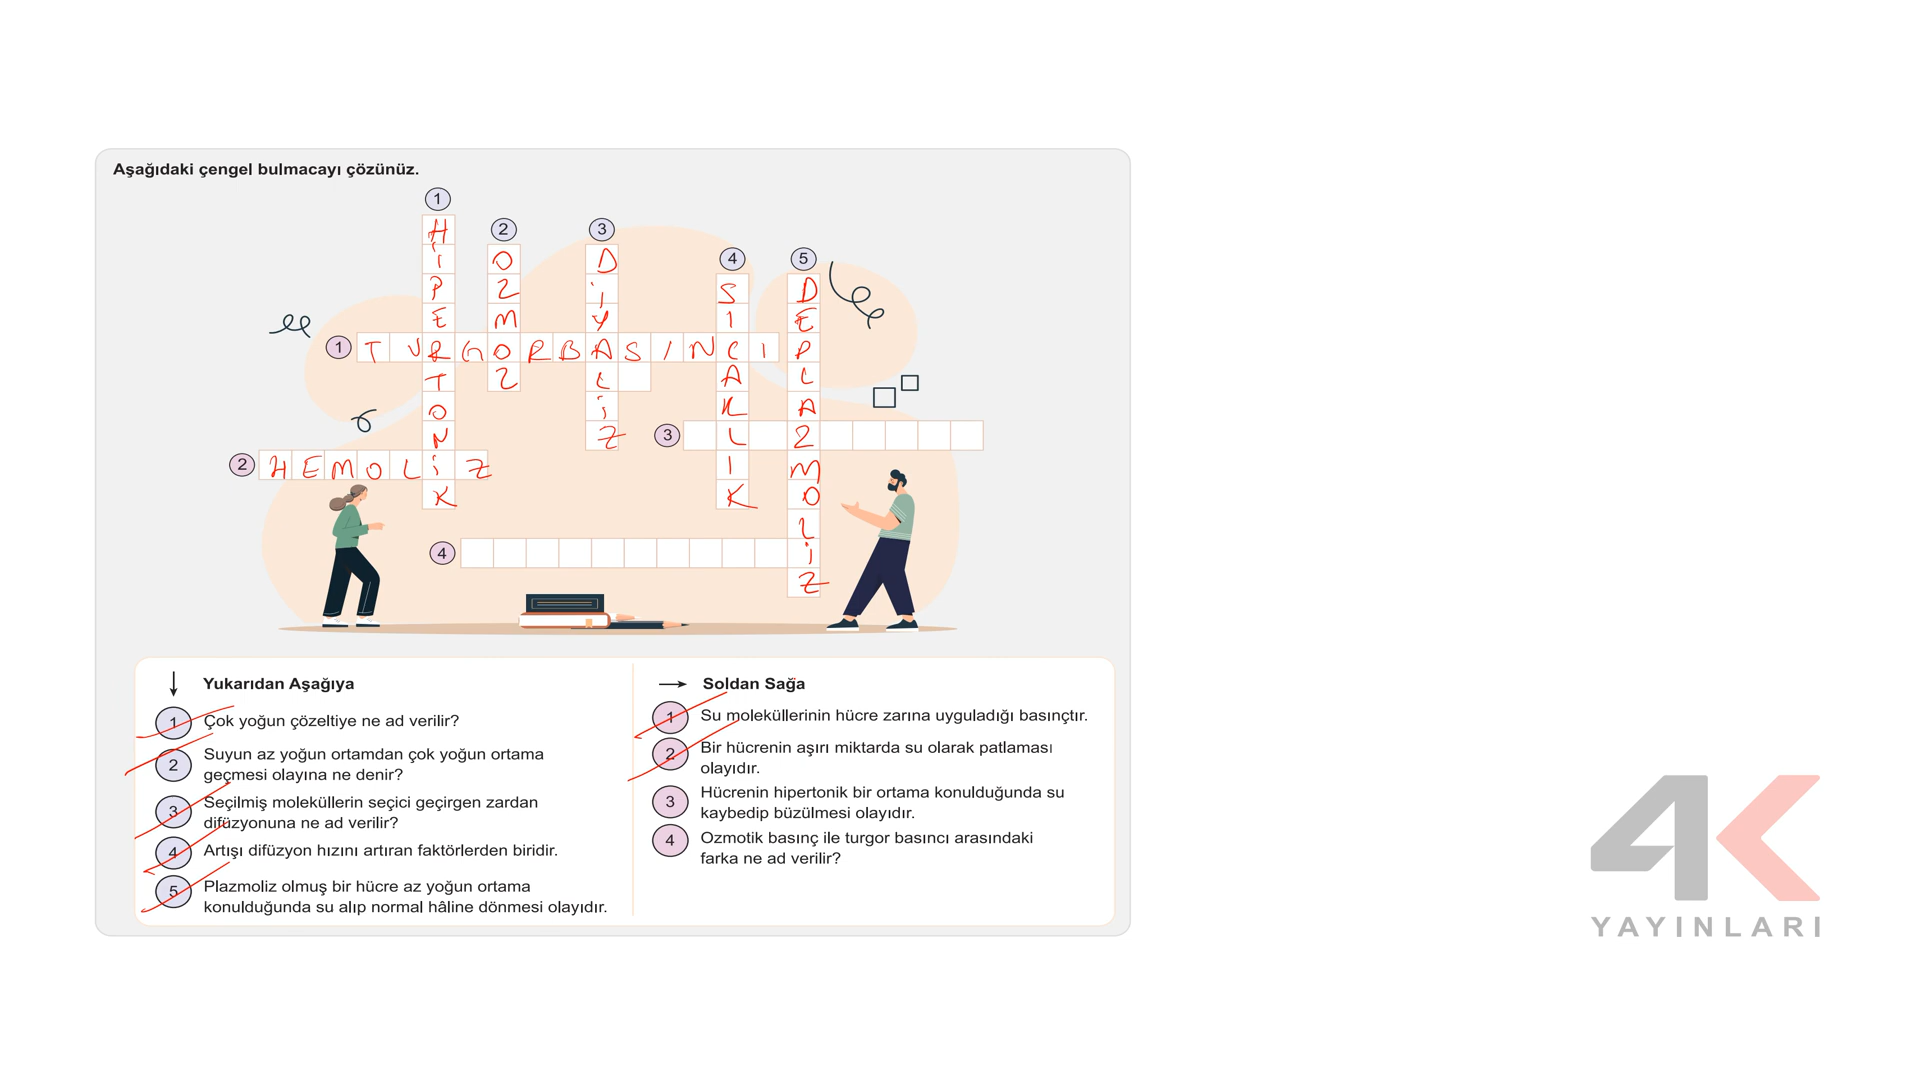 Aşağıdaki çengel bulmacayı çözünüz.
1
2
3
4
5
HİPERTONİK
OZMOZ
DİYALİZ
SICAKLIK
DEPLAZMOLİZ
1 TURGORBASINCI
3
2 HEMOLİZ
4
Yukarıdan Aşağıya
1 Çok yoğun çözeltiye ne ad verilir?
2 Suyun az yoğun ortamdan çok yoğun ortama
geçmesi olayına ne denir?
3 Seçilmiş moleküllerin seçici geçirgen zardan
difüzyonuna ne ad verilir?
4 Artışı difüzyon hızını artıran faktörlerden biridir.
5 Plazmoliz olmuş bir hücre az yoğun ortama
konulduğunda su alıp normal hâline dönmesi olayıdır.
Soldan Sağa
1 Su moleküllerinin hücre zarına uyguladığı basınçtır.
2 Bir hücrenin aşırı miktarda su olarak patlaması
olayıdır.
3 Hücrenin hipertonik bir ortama konulduğunda su
kaybedip büzülmesi olayıdır.
4 Ozmotik basınç ile turgor basıncı arasındaki
farka ne ad verilir?
4K
YAYINLARI